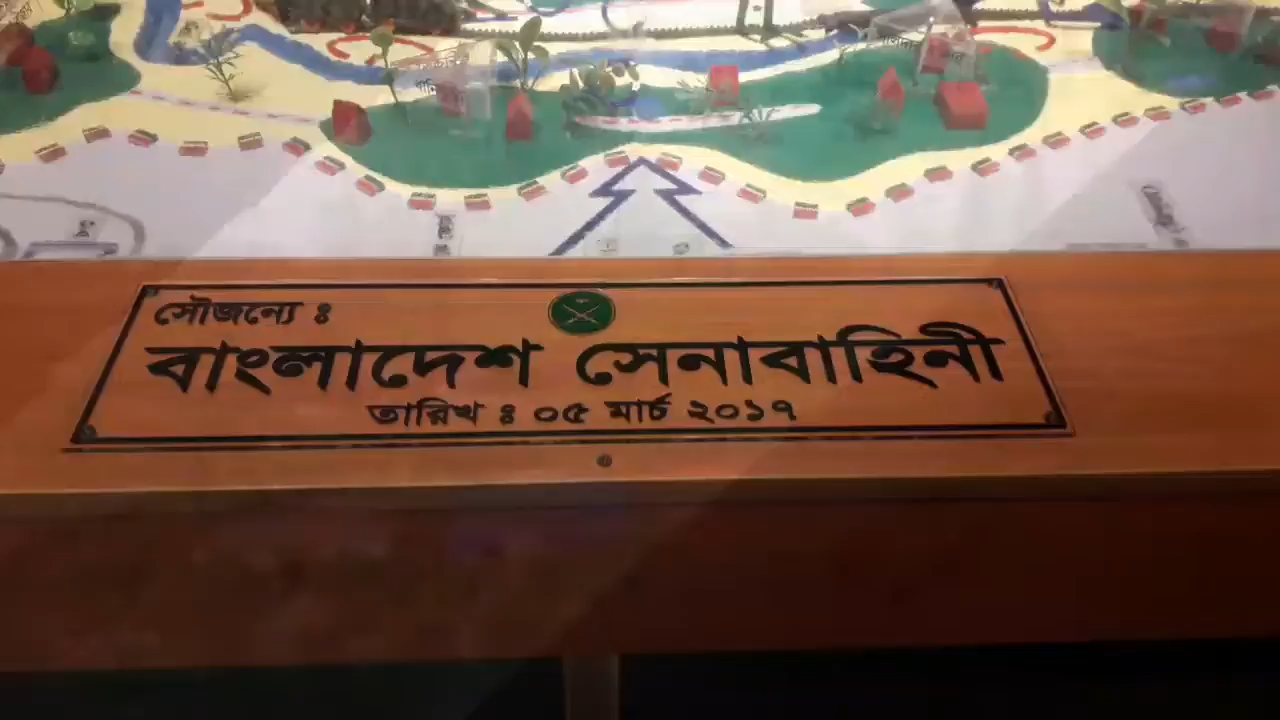 সৌজন্যে ঃ
বাংলাদেশ সেনাবাহিনী
তারিখ ঃ ০৫ মার্চ ২০১৭